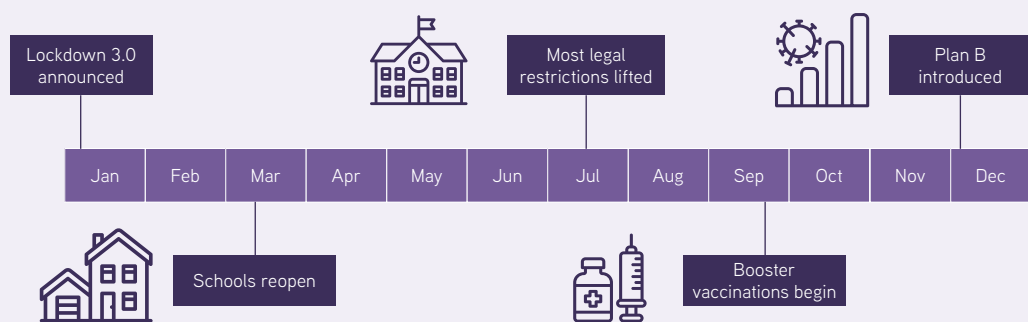 Lockdown 3.0
announced
Most legal
restrictions lifted
Plan B
introduced
Jan
Feb
Mar
Apr
May
Jun
Jul
Aug
Sep
Oct
Nov
Dec
Schools reopen
Booster
vaccinations begin